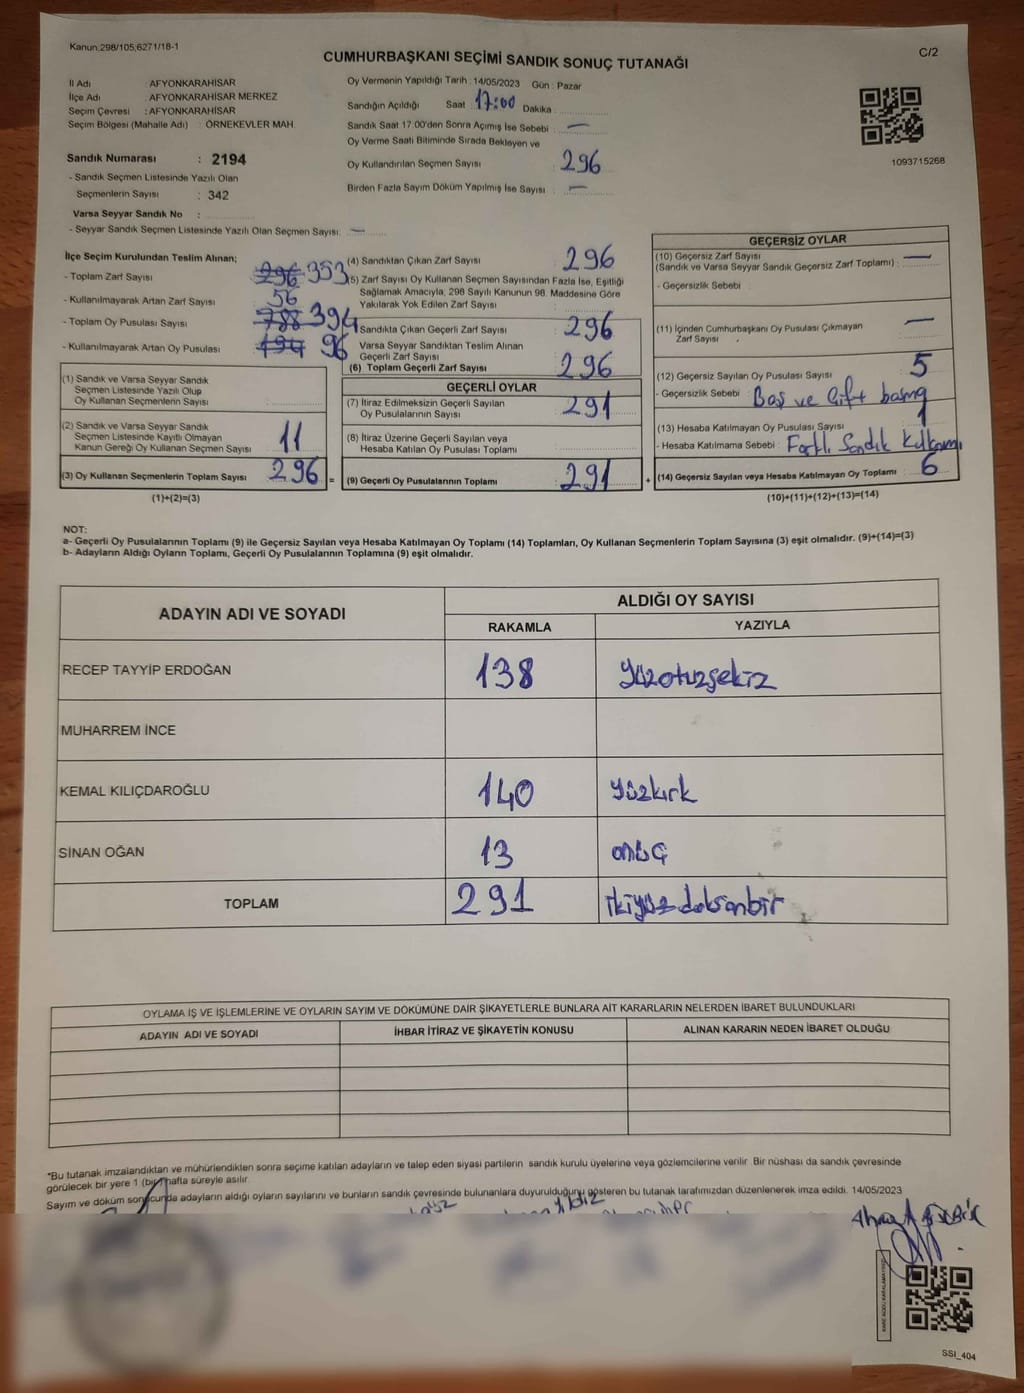 Kanun:298/105;6271/18-1
C/2
CUMHURBAŞKANI SEÇİMİ SANDIK SONUÇ TUTANAĞI
İl Adı AFYONKARAHİSAR
İlçe Adı AFYONKARAHİSAR MERKEZ
Seçim Çevresi : AFYONKARAHİSAR
Seçim Bölgesi (Mahalle Adı) : ÖRNEKEVLER MAH.
Oy Vermenin Yapıldığı Tarih : 14/05/2023 Gün : Pazar
Sandığın Açıldığı Saat 17:00 Dakika :
Sandık Saat 17.00'den Sonra Açımış İse Sebebi : —
Oy Verme Saati Bitiminde Sırada Bekleyen ve
Oy Kullandırılan Seçmen Sayısı 296
Birden Fazla Sayım Döküm Yapılmış İse Sayısı : —
1093715268
Sandık Numarası : 2194
- Sandık Seçmen Listesinde Yazılı Olan
Seçmenlerin Sayısı : 342
Varsa Seyyar Sandık No :
- Seyyar Sandık Seçmen Listesinde Yazılı Olan Seçmen Sayısı: —
İlçe Seçim Kurulundan Teslim Alınan;
- Toplam Zarf Sayısı 296 353
- Kullanılmayarak Artan Zarf Sayısı 56
- Toplam Oy Pusulası Sayısı 788 394
- Kullanılmayarak Artan Oy Pusulası 194 96
(1) Sandık ve Varsa Seyyar Sandık
Seçmen Listesinde Yazılı Olup
Oy Kullanan Seçmenlerin Sayısı
(2) Sandık ve Varsa Seyyar Sandık
Seçmen Listesinde Kayıtlı Olmayan
Kanun Gereği Oy Kullanan Seçmen Sayısı 11
(3) Oy Kullanan Seçmenlerin Toplam Sayısı 296 =
(1)+(2)=(3)
(4) Sandıktan Çıkan Zarf Sayısı 296
(5) Zarf Sayısı Oy Kullanan Seçmen Sayısından Fazla İse, Eşitliği
Sağlamak Amacıyla, 298 Sayılı Kanunun 98. Maddesine Göre
Yakılarak Yok Edilen Zarf Sayısı
Sandıkta Çıkan Geçerli Zarf Sayısı 296
Varsa Seyyar Sandıktan Teslim Alınan
Geçerli Zarf Sayısı
(6) Toplam Geçerli Zarf Sayısı 296
GEÇERLİ OYLAR
(7) İtiraz Edilmeksizin Geçerli Sayılan
Oy Pusulalarının Sayısı 291
(8) İtiraz Üzerine Geçerli Sayılan veya
Hesaba Katılan Oy Pusulası Toplamı
(9) Geçerli Oy Pusulalarının Toplamı 291 +
GEÇERSİZ OYLAR
(10) Geçersiz Zarf Sayısı —
(Sandık ve Varsa Seyyar Sandık Geçersiz Zarf Toplamı) :
- Geçersizlik Sebebi :
(11) İçinden Cumhurbaşkanı Oy Pusulası Çıkmayan —
Zarf Sayısı
(12) Geçersiz Sayılan Oy Pusulası Sayısı 5
- Geçersizlik Sebebi : Boş ve Çift basma
(13) Hesaba Katılmayan Oy Pusulası Sayısı 1
- Hesaba Katılmama Sebebi : Farklı Sandık Kullanımı
(14) Geçersiz Sayılan veya Hesaba Katılmayan Oy Toplamı 6
(10)+(11)+(12)+(13)=(14)
NOT:
a- Geçerli Oy Pusulalarının Toplamı (9) ile Geçersiz Sayılan veya Hesaba Katılmayan Oy Toplamı (14) Toplamları, Oy Kullanan Seçmenlerin Toplam Sayısına (3) eşit olmalıdır. (9)+(14)=(3)
b- Adayların Aldığı Oyların Toplamı, Geçerli Oy Pusulalarının Toplamına (9) eşit olmalıdır.
ADAYIN ADI VE SOYADI ALDIĞI OY SAYISI
RAKAMLA YAZIYLA
RECEP TAYYİP ERDOĞAN 138 yüzotuzsekiz
MUHARREM İNCE
KEMAL KILIÇDAROĞLU 140 yüzkırk
SİNAN OĞAN 13 onüç
TOPLAM 291 ikiyüz doksanbir
OYLAMA İŞ VE İŞLEMLERİNE VE OYLARIN SAYIM VE DÖKÜMÜNE DAİR ŞİKAYETLERLE BUNLARA AİT KARARLARIN NELERDEN İBARET BULUNDUKLARI
ADAYIN ADI VE SOYADI İHBAR İTİRAZ VE ŞİKAYETİN KONUSU ALINAN KARARIN NEDEN İBARET OLDUĞU
*Bu tutanak imzalandıktan ve mühürlendikten sonra seçime katılan adayların ve talep eden siyasi partilerin sandık kurulu üyelerine veya gözlemcilerine verilir. Bir nüshası da sandık çevresinde
görülecek bir yere 1 (bir) hafta süreyle asılır.
Sayım ve döküm sonucunda adayların aldığı oyların sayılarını ve bunların sandık çevresinde bulunanlara duyurulduğunu gösteren bu tutanak tarafımızdan düzenlenerek imza edildi. 14/05/2023
SSI_404